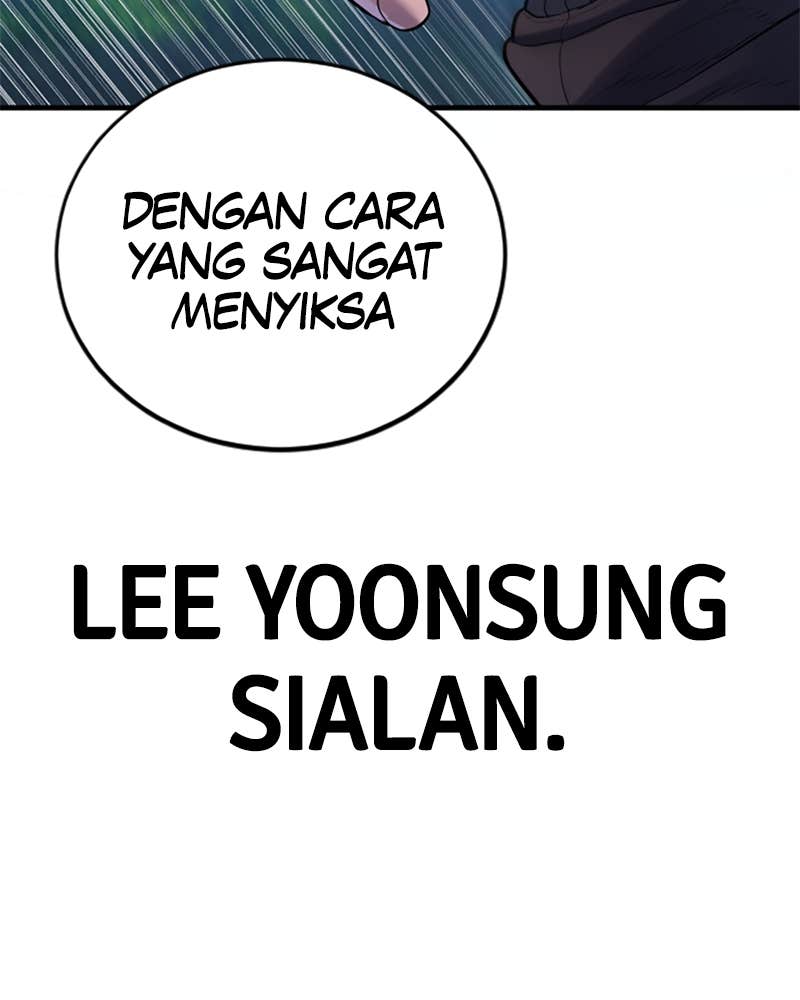 DENGAN CARA
YANG SANGAT
MENYIKSA
LEE YOONSUNG
SIALAN.